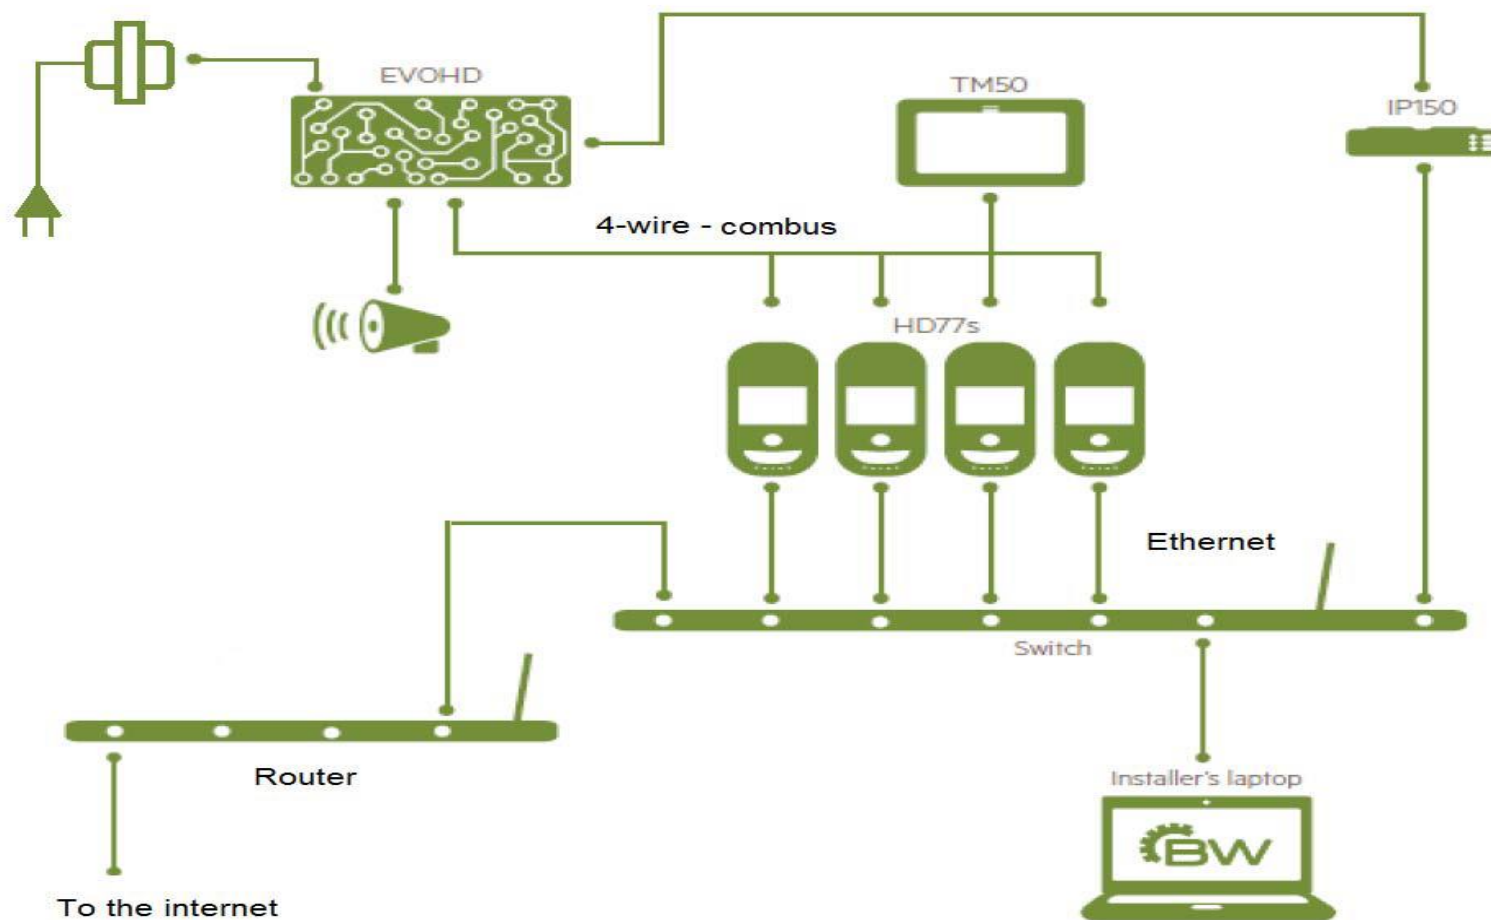 EVOHD
TM50
IP150
4-wire - combus
HD77s
Ethernet
Switch
Router
Installer's laptop
BW
To the internet